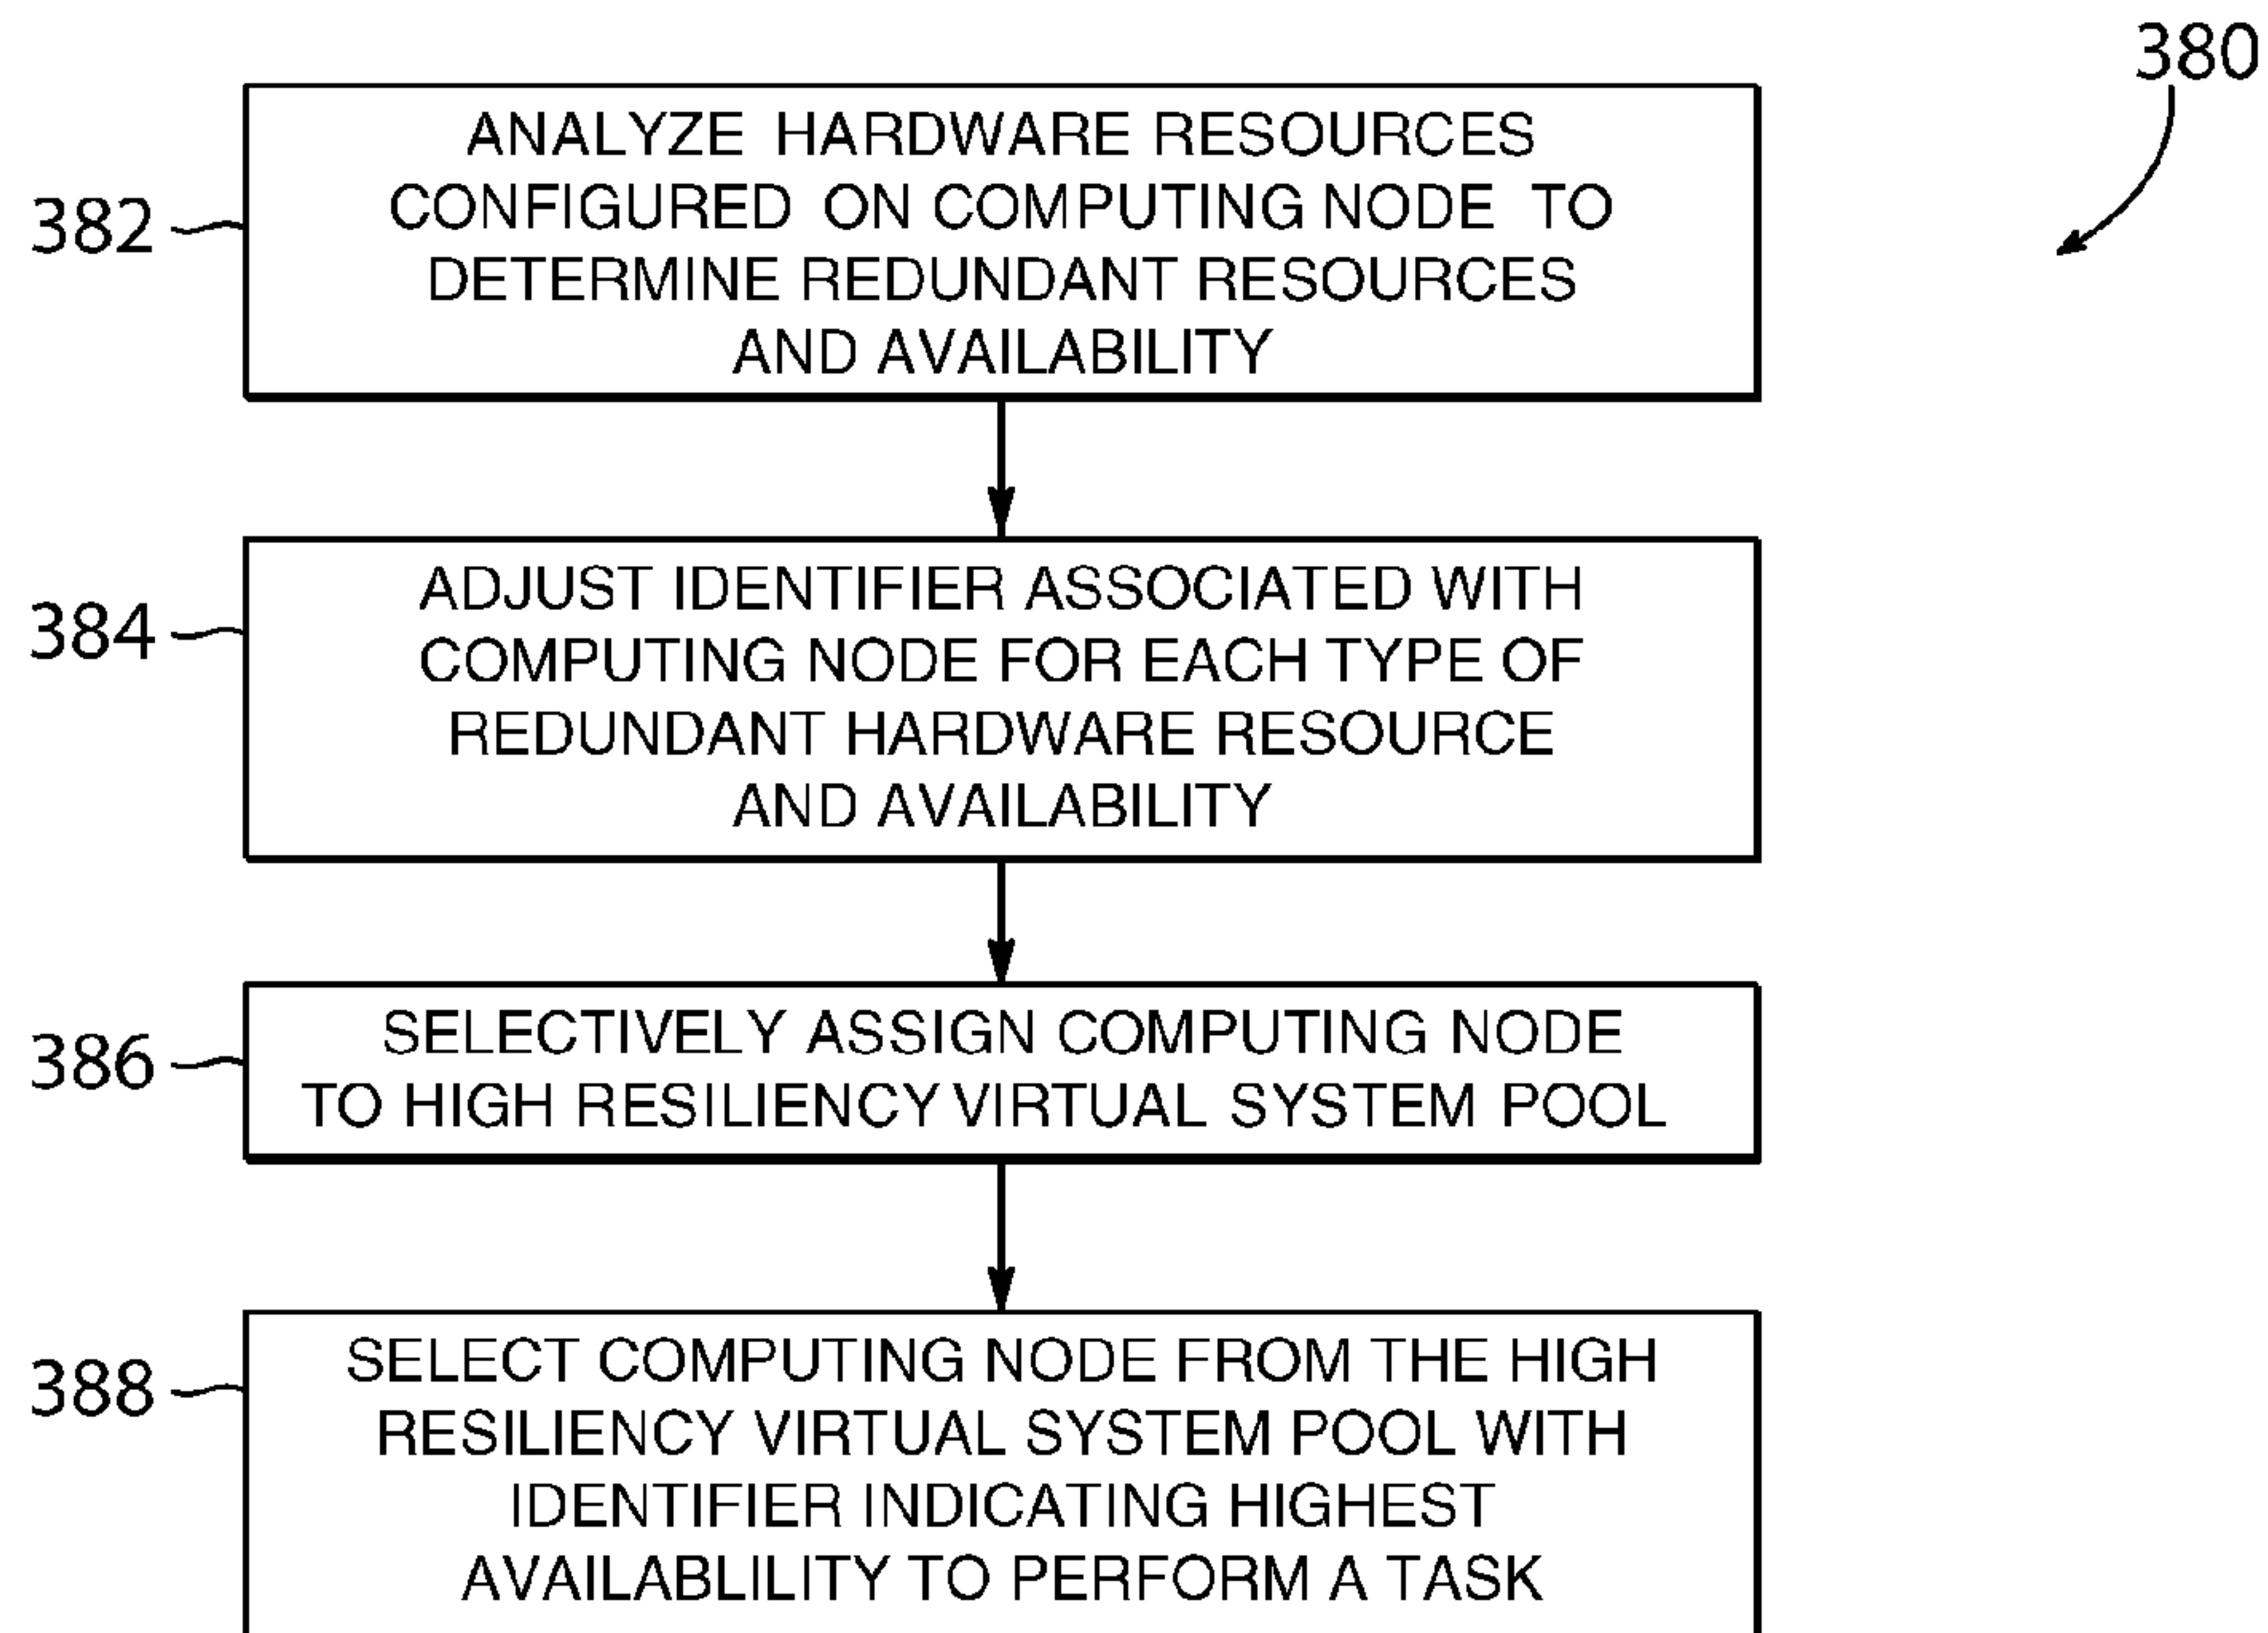 380
382
ANALYZE HARDWARE RESOURCES
CONFIGURED ON COMPUTING NODE TO
DETERMINE REDUNDANT RESOURCES
AND AVAILABILITY
384
ADJUST IDENTIFIER ASSOCIATED WITH
COMPUTING NODE FOR EACH TYPE OF
REDUNDANT HARDWARE RESOURCE
AND AVAILABILITY
386
SELECTIVELY ASSIGN COMPUTING NODE
TO HIGH RESILIENCY VIRTUAL SYSTEM POOL
388
SELECT COMPUTING NODE FROM THE HIGH
RESILIENCY VIRTUAL SYSTEM POOL WITH
IDENTIFIER INDICATING HIGHEST
AVAILABLILITY TO PERFORM A TASK